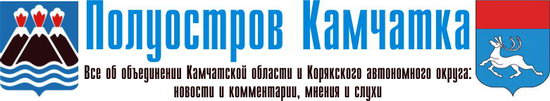 Полуостров Камчатка
Все об объединении Камчатской области и Корякского автономного округа:
новости и комментарии, мнения и слухи